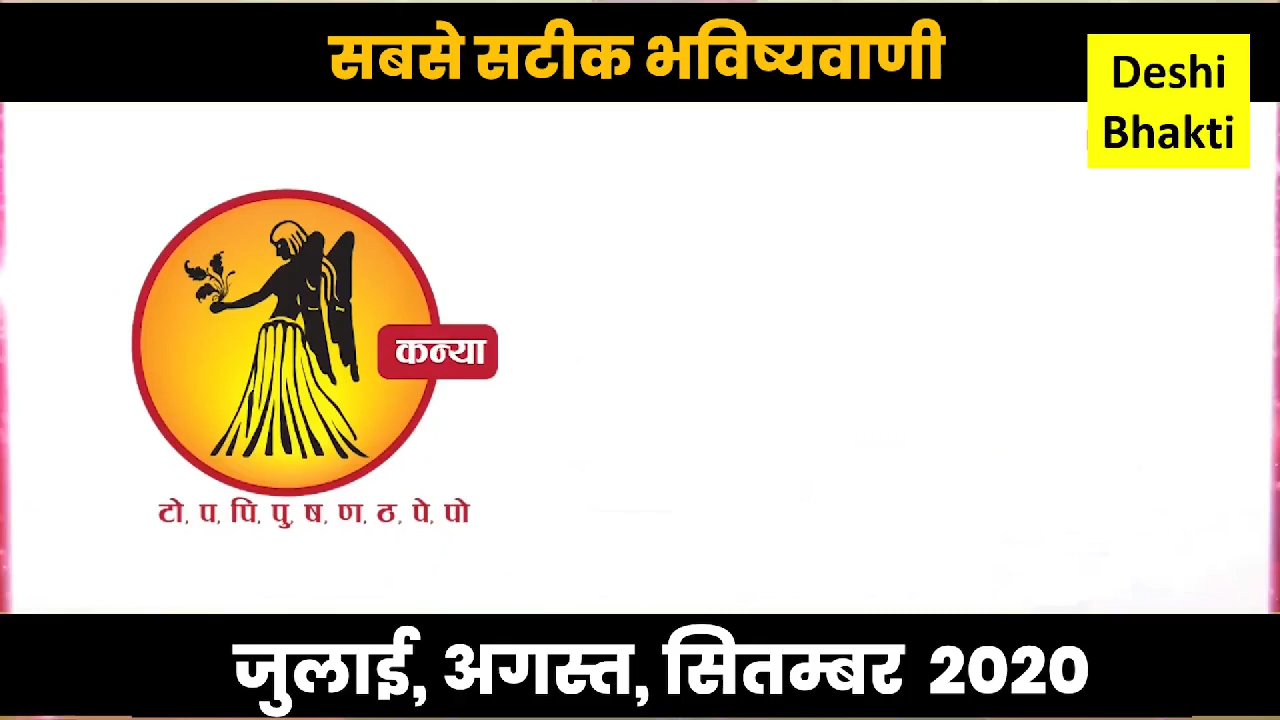 सबसे सटीक भविष्यवाणी
Deshi
Bhakti
कन्या
टो, प, पि, पु, ष, ण, ठ, पे, पो
जुलाई, अगस्त, सितम्बर 2020